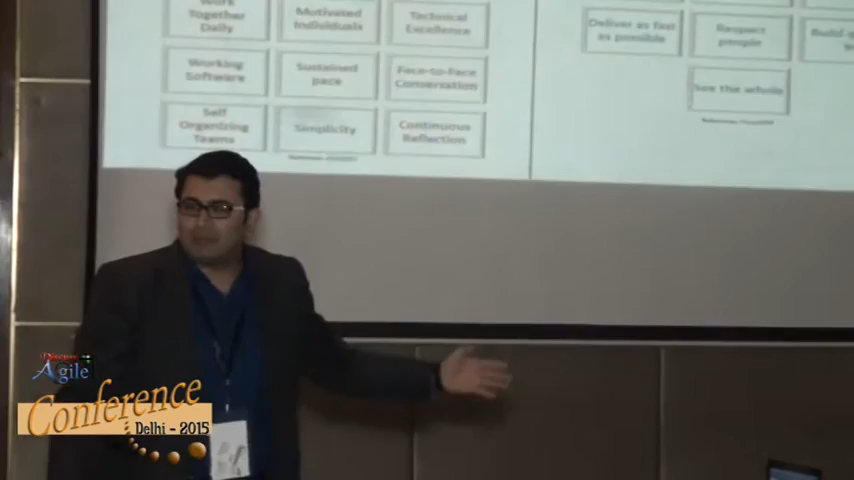 Work
Together
Daily
Motivated
Individuals
Technical
Excellence
Working
Software
Sustained
pace
Face-to-Face
Conversation
Self
Organizing
Teams
Simplicity
Continuous
Reflection
Deliver as fast
as possible
Respect
people
See the whole
Discuss
Agile
Conference
Delhi - 2015